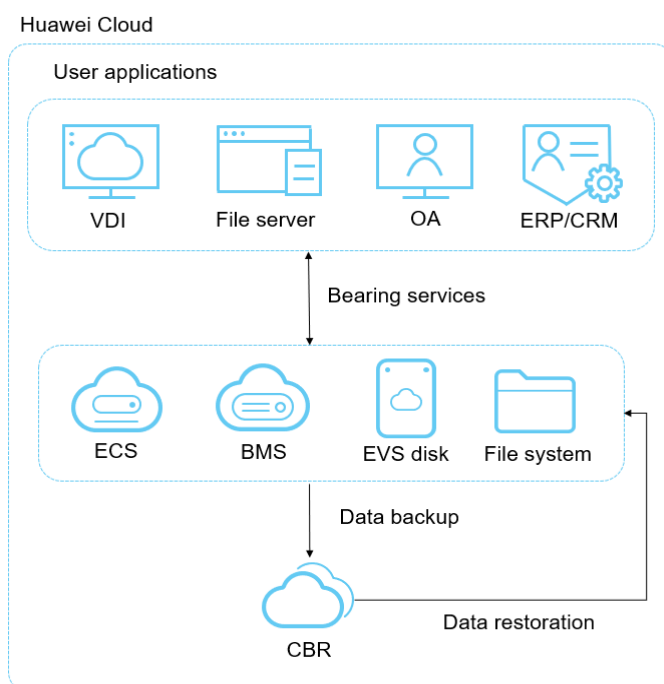 Huawei Cloud
User applications
VDI
File server
OA
ERP/CRM
Bearing services
ECS
BMS
EVS disk
File system
Data backup
CBR
Data restoration